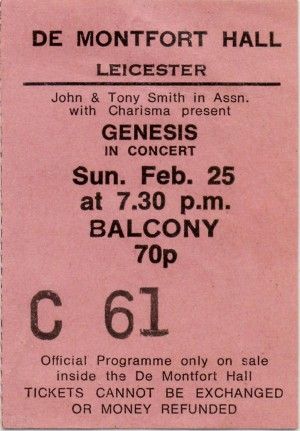 DE MONTFORT HALL
LEICESTER
John & Tony Smith in Assn.
with Charisma present
GENESIS
IN CONCERT
Sun. Feb. 25
at 7.30 p.m.
BALCONY
70p
C 61
Official Programme only on sale
inside the De Montfort Hall
TICKETS CANNOT BE EXCHANGED
OR MONEY REFUNDED